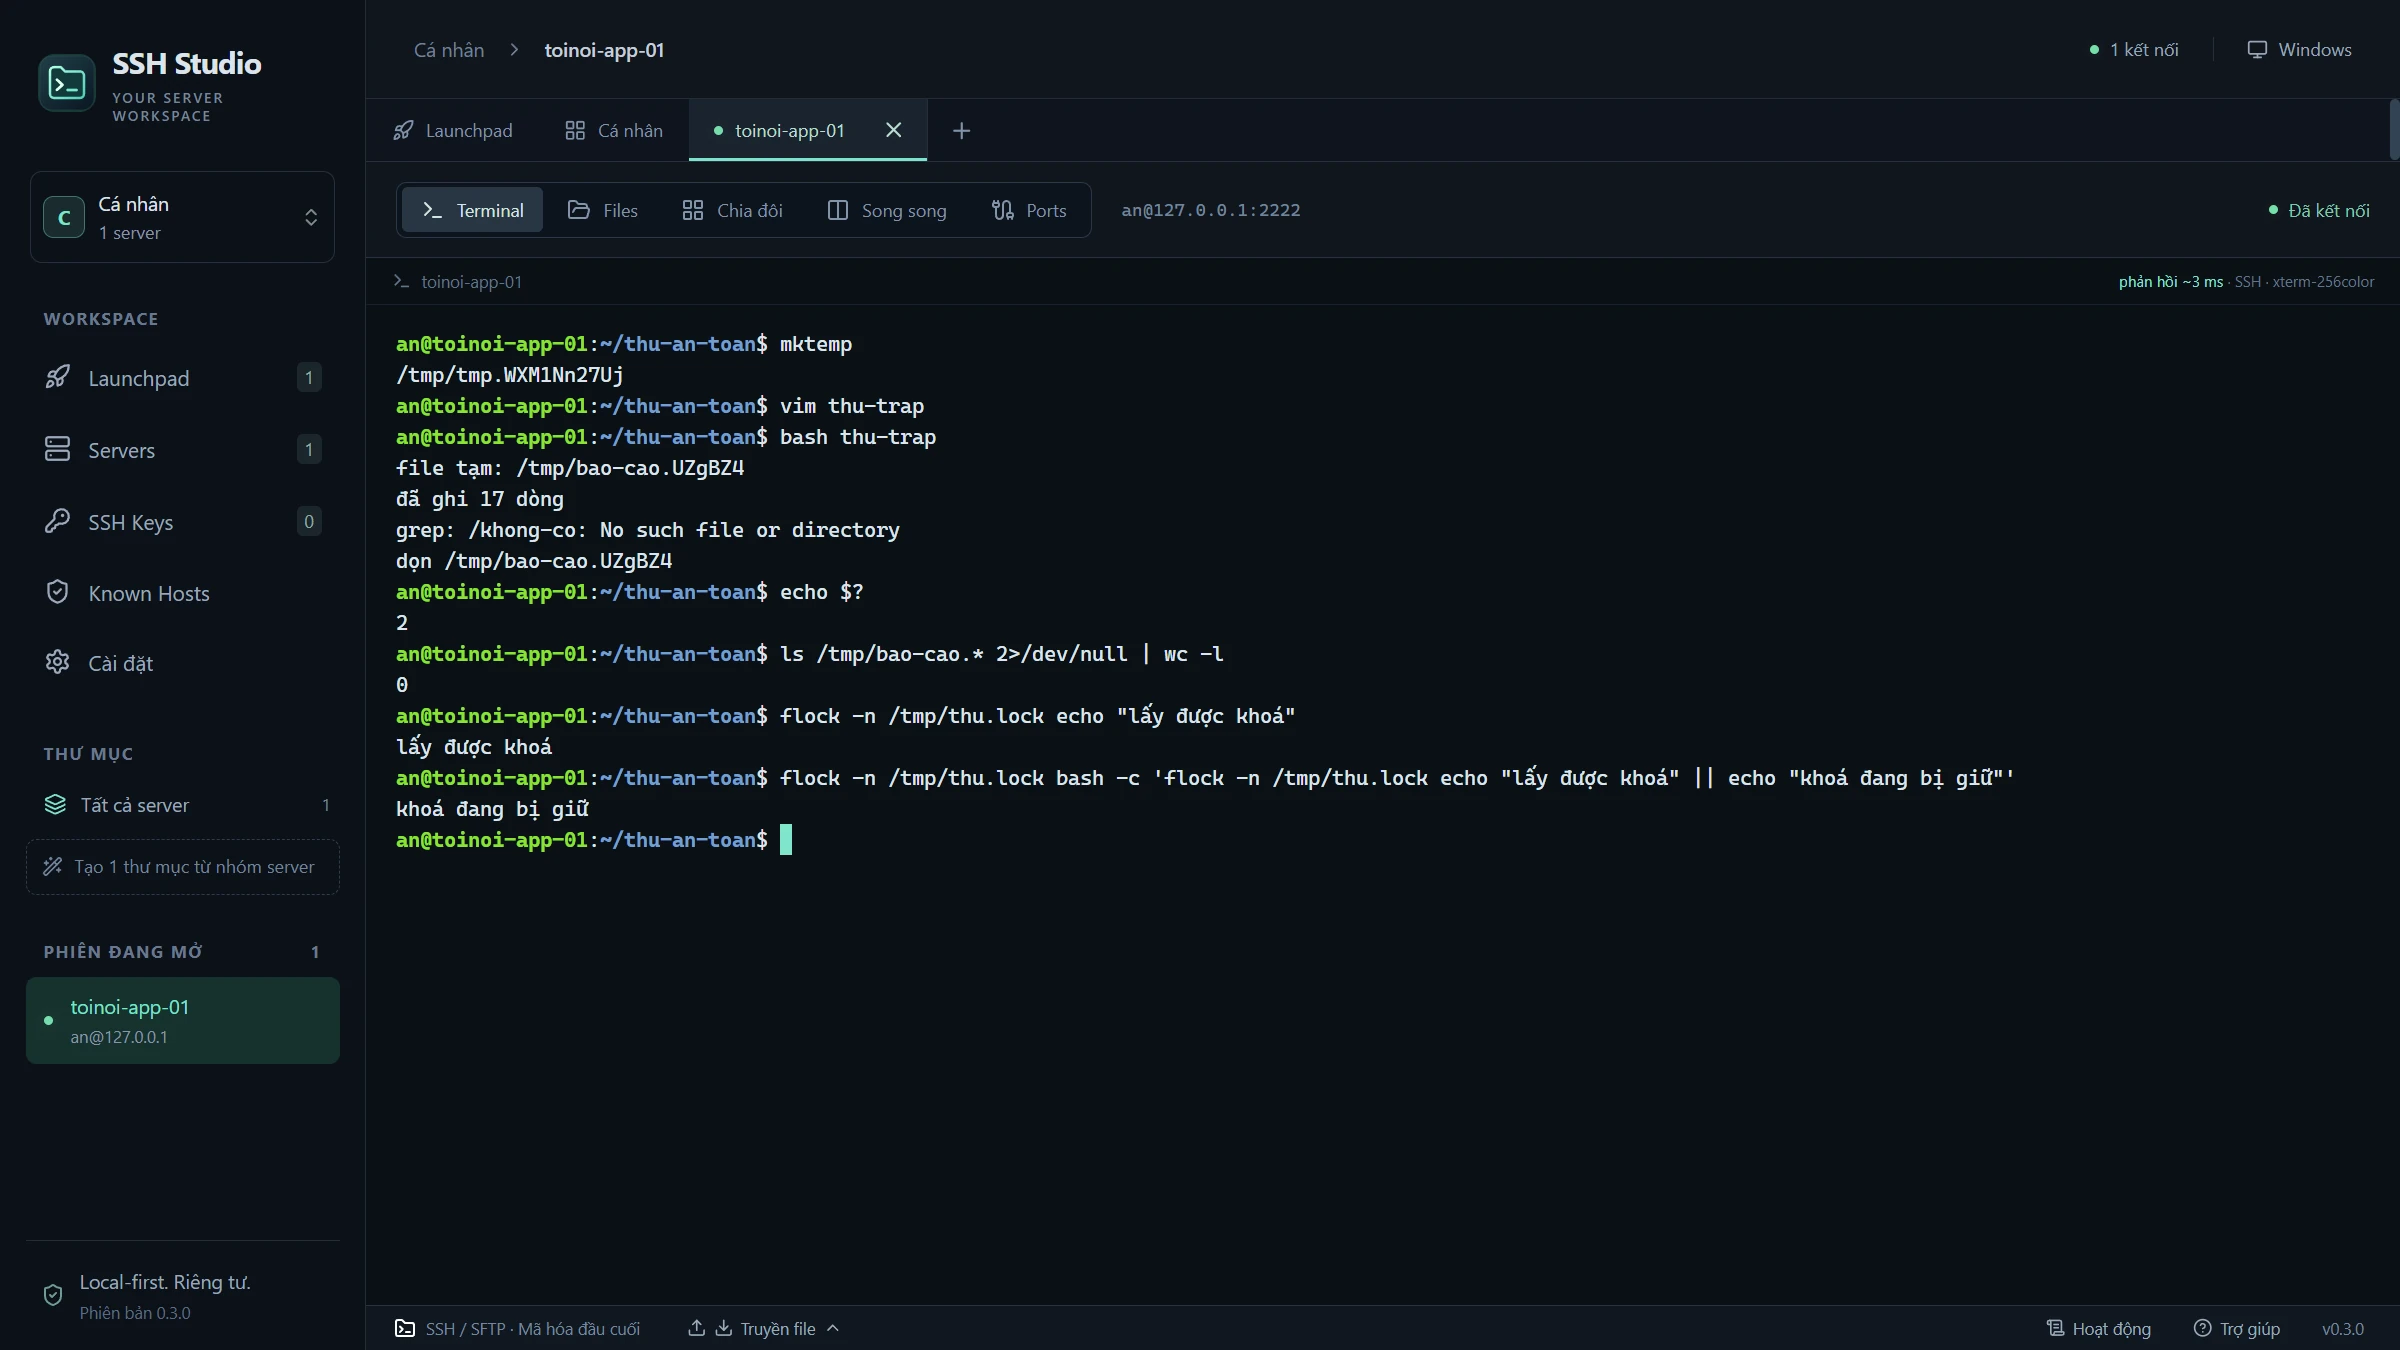 SSH Studio
YOUR SERVER
WORKSPACE
C
Cá nhân
1 server
WORKSPACE
Launchpad 1
Servers 1
SSH Keys 0
Known Hosts
Cài đặt
THƯ MỤC
Tất cả server 1
Tạo 1 thư mục từ nhóm server
PHIÊN ĐANG MỞ 1
toinoi-app-01
an@127.0.0.1
Local-first. Riêng tư.
Phiên bản 0.3.0
Cá nhân > toinoi-app-01
1 kết nối
Windows
Launchpad
Cá nhân
toinoi-app-01
Terminal
Files
Chia đôi
Song song
Ports
an@127.0.0.1:2222
Đã kết nối
toinoi-app-01
phản hồi ~3 ms · SSH · xterm-256color
an@toinoi-app-01:~/thu-an-toan$ mktemp
/tmp/tmp.WXM1Nn27Uj
an@toinoi-app-01:~/thu-an-toan$ vim thu-trap
an@toinoi-app-01:~/thu-an-toan$ bash thu-trap
file tạm: /tmp/bao-cao.UZgBZ4
đã ghi 17 dòng
grep: /khong-co: No such file or directory
dọn /tmp/bao-cao.UZgBZ4
an@toinoi-app-01:~/thu-an-toan$ echo $?
2
an@toinoi-app-01:~/thu-an-toan$ ls /tmp/bao-cao.* 2>/dev/null | wc -l
0
an@toinoi-app-01:~/thu-an-toan$ flock -n /tmp/thu.lock echo "lấy được khoá"
lấy được khoá
an@toinoi-app-01:~/thu-an-toan$ flock -n /tmp/thu.lock bash -c 'flock -n /tmp/thu.lock echo "lấy được khoá" || echo "khoá đang bị giữ"'
khoá đang bị giữ
an@toinoi-app-01:~/thu-an-toan$
SSH / SFTP · Mã hóa đầu cuối
Truyền file
Hoạt động
Trợ giúp
v0.3.0